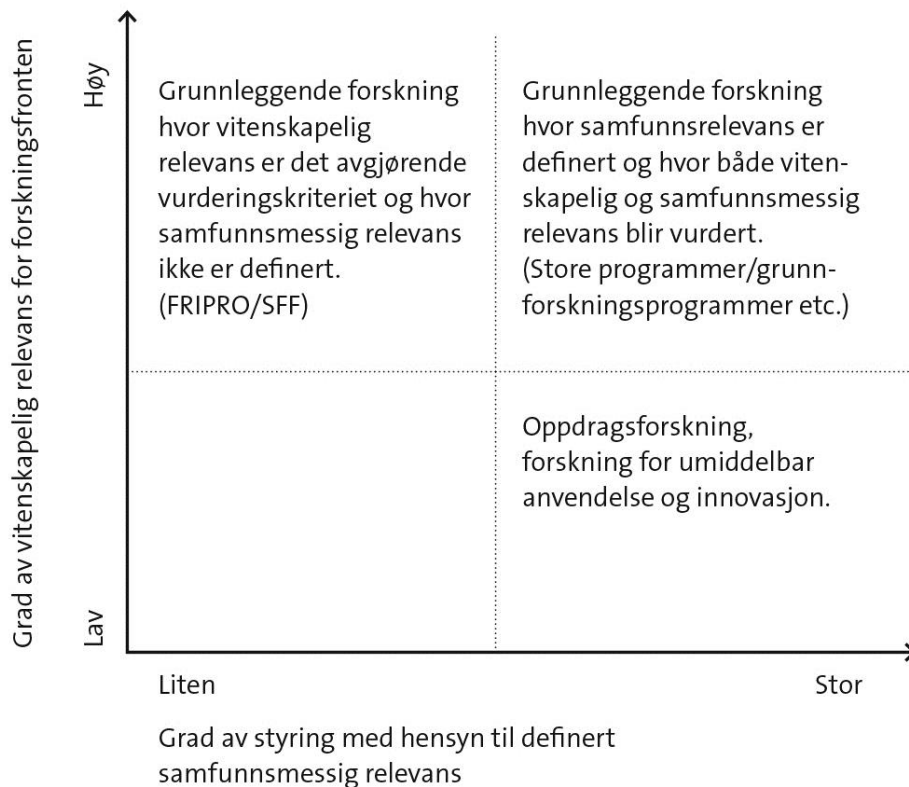 Grad av vitenskapelig relevans for forskningsfronten
Høy
Lav
Grunnleggende forskning
hvor vitenskapelig
relevans er det avgjørende
vurderingskriteriet og hvor
samfunnsmessig relevans
ikke er definert.
(FRIPRO/SFF)
Grunnleggende forskning
hvor samfunnsrelevans er
definert og hvor både viten-
skapelig og samfunnsmessig
relevans blir vurdert.
(Store programmer/grunn-
forskningsprogrammer etc.)
Oppdragsforskning,
forskning for umiddelbar
anvendelse og innovasjon.
Liten
Stor
Grad av styring med hensyn til definert
samfunnsmessig relevans